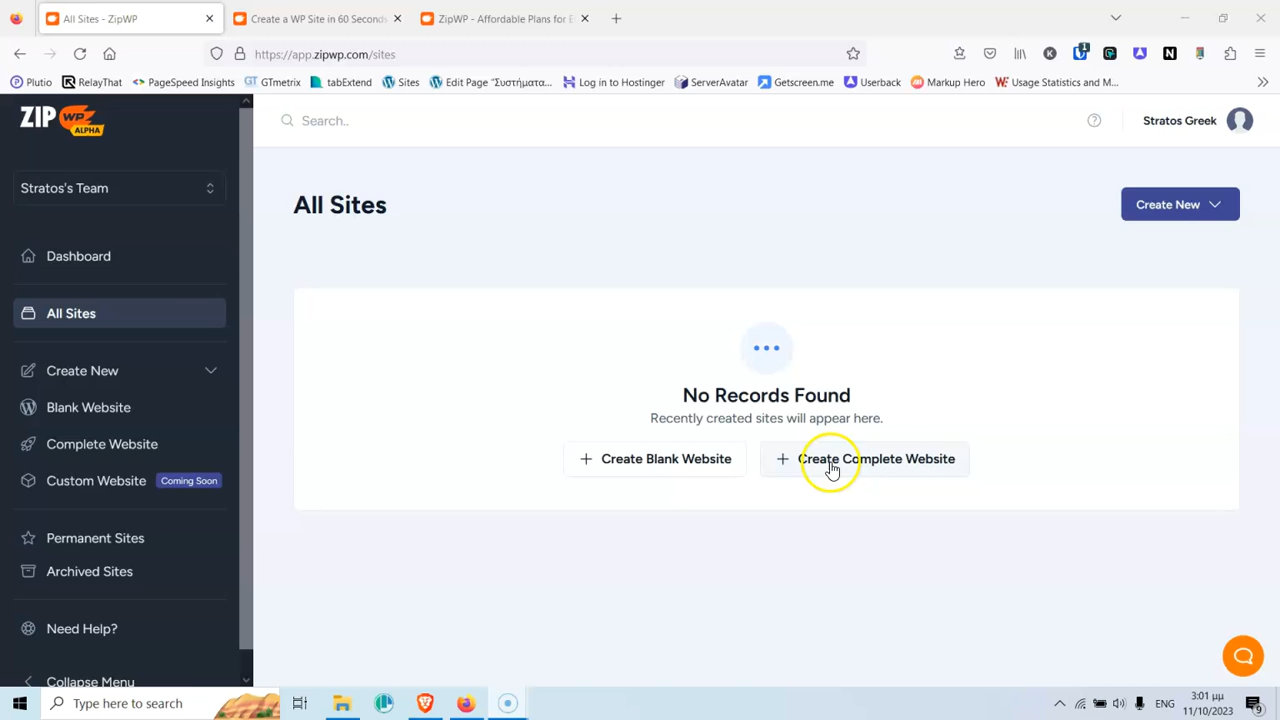 All Sites - ZipWP
Create a WP Site in 60 Seconds
ZipWP - Affordable Plans for E
https://app.zipwp.com/sites
1
K
N
Plutio
RelayThat
PageSpeed Insights
GT GTmetrix
tabExtend
Sites
Edit Page "Συστήματα...
Log in to Hostinger
ServerAvatar
Getscreen.me
Userback
Markup Hero
Usage Statistics and M...
ZIP WP
ALPHA
Search..
Stratos Greek
Stratos's Team
All Sites
Create New
Dashboard
All Sites
Create New
Blank Website
Complete Website
Custom Website
Coming Soon
Permanent Sites
Archived Sites
Need Help?
Collapse Menu
No Records Found
Recently created sites will appear here.
Create Blank Website
Create Complete Website
Type here to search
ENG
3:01 μμ
11/10/2023
9